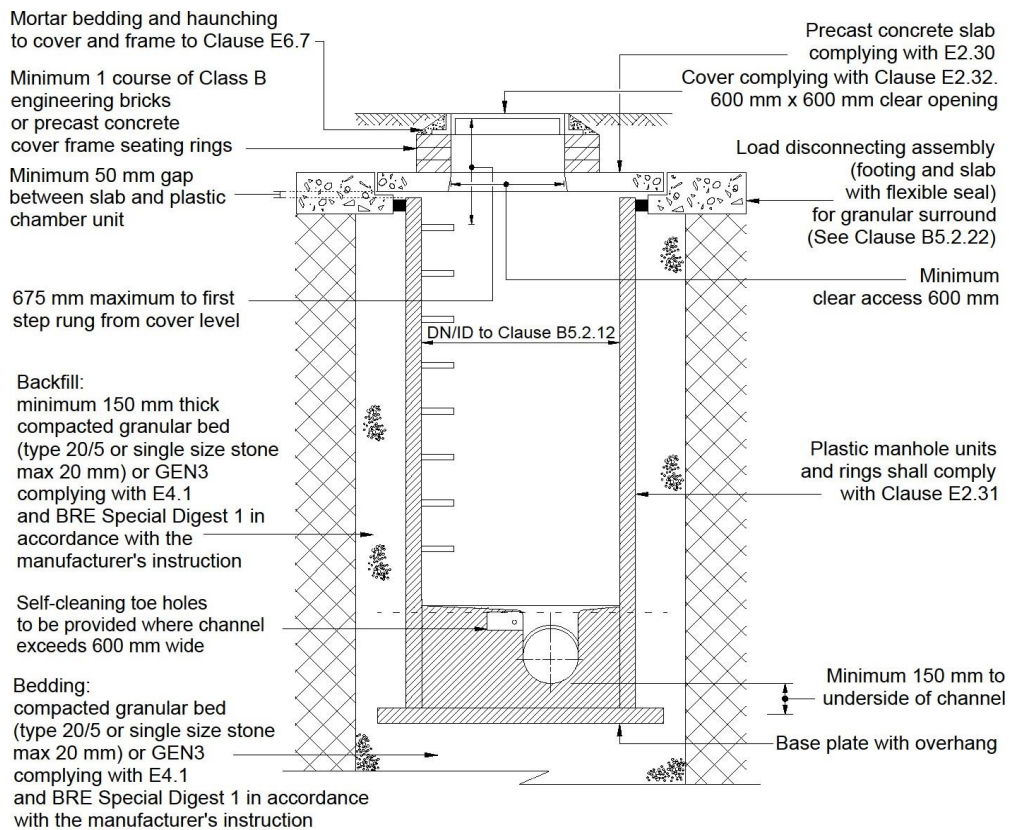 Mortar bedding and haunching
to cover and frame to Clause E6.7
Minimum 1 course of Class B
engineering bricks
or precast concrete
cover frame seating rings
Minimum 50 mm gap
between slab and plastic
chamber unit
675 mm maximum to first
step rung from cover level
Backfill:
minimum 150 mm thick
compacted granular bed
(type 20/5 or single size stone
max 20 mm) or GEN3
complying with E4.1
and BRE Special Digest 1 in
accordance with the
manufacturer's instruction
Self-cleaning toe holes
to be provided where channel
exceeds 600 mm wide
Bedding:
compacted granular bed
(type 20/5 or single size stone
max 20 mm) or GEN3
complying with E4.1
and BRE Special Digest 1 in accordance
with the manufacturer's instruction
DN/ID to Clause B5.2.12
Precast concrete slab
complying with E2.30
Cover complying with Clause E2.32.
600 mm x 600 mm clear opening
Load disconnecting assembly
(footing and slab
with flexible seal)
for granular surround
(See Clause B5.2.22)
Minimum
clear access 600 mm
Plastic manhole units
and rings shall comply
with Clause E2.31
Minimum 150 mm to
underside of channel
Base plate with overhang